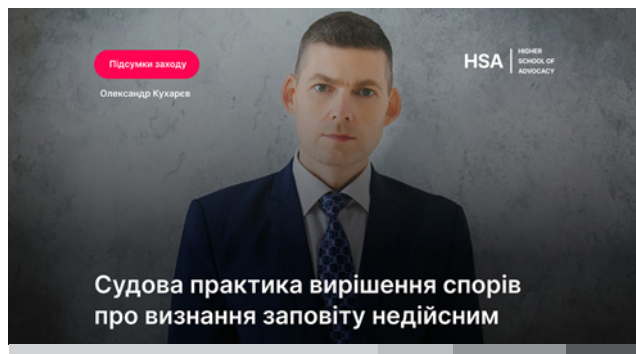 Підсумки заходу
Олександр Кухарєв
HSA
HIGHER
SCHOOL OF
ADVOCACY
Судова практика вирішення спорів
про визнання заповіту недійсним